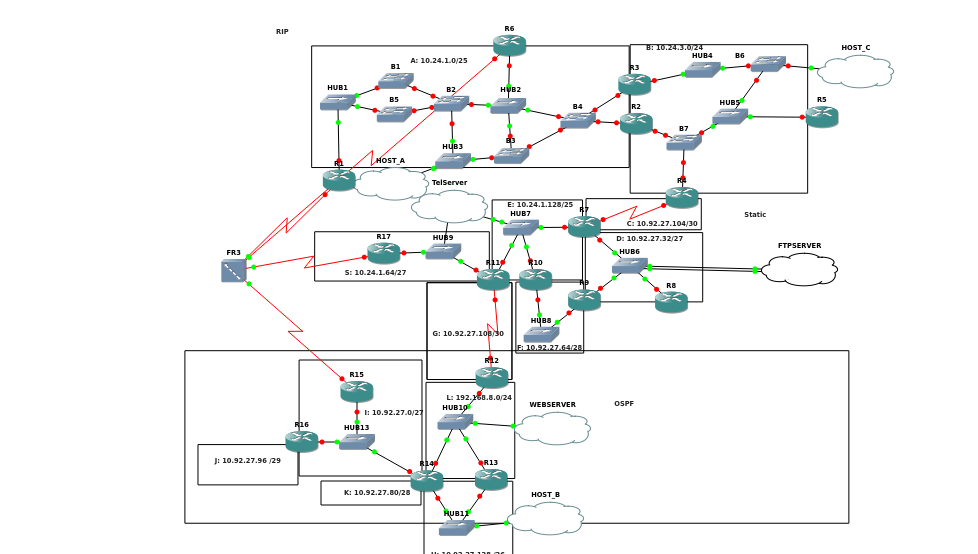 R6
RIP
B: 10.24.3.0/24
HOST_C
HUB4
B6
A: 10.24.1.0/25
B1
R3
HUB1
B2
HUB2
B5
B4
R2
HUB5
R5
B7
B3
HUB3
HOST_A
R1
TelServer
R4
E: 10.24.1.128/25
HUB7
R7
Static
C: 10.92.27.104/30
R17
HUB9
D: 10.92.27.32/27
FTPSERVER
FR3
HUB6
R11
R10
S: 10.24.1.64/27
R9
R8
HUB8
G: 10.92.27.108/30
F: 10.92.27.64/28
R12
R15
L: 192.168.8.0/24
HUB10
WEBSERVER
OSPF
I: 10.92.27.0/27
R16
HUB13
J: 10.92.27.96 /29
R14
R13
K: 10.92.27.80/28
HOST_B
HUB11